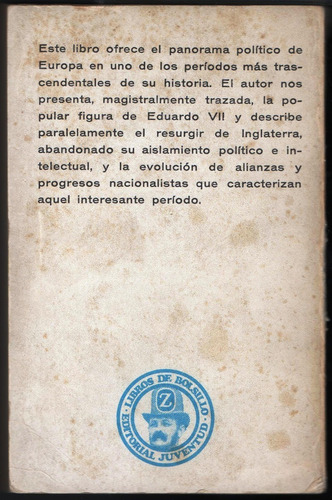 Este libro ofrece el panorama político de
Europa en uno de los períodos más tras-
cendentales de su historia. El autor nos
presenta, magistralmente trazada, la po-
pular figura de Eduardo VII y describe
paralelamente el resurgir de Inglaterra,
abandonado su aislamiento político e in-
telectual, y la evolución de alianzas y
progresos nacionalistas que caracterizan
aquel interesante período.
LIBROS DE BOLSILLO
Z
EDITORIAL JUVENTUD